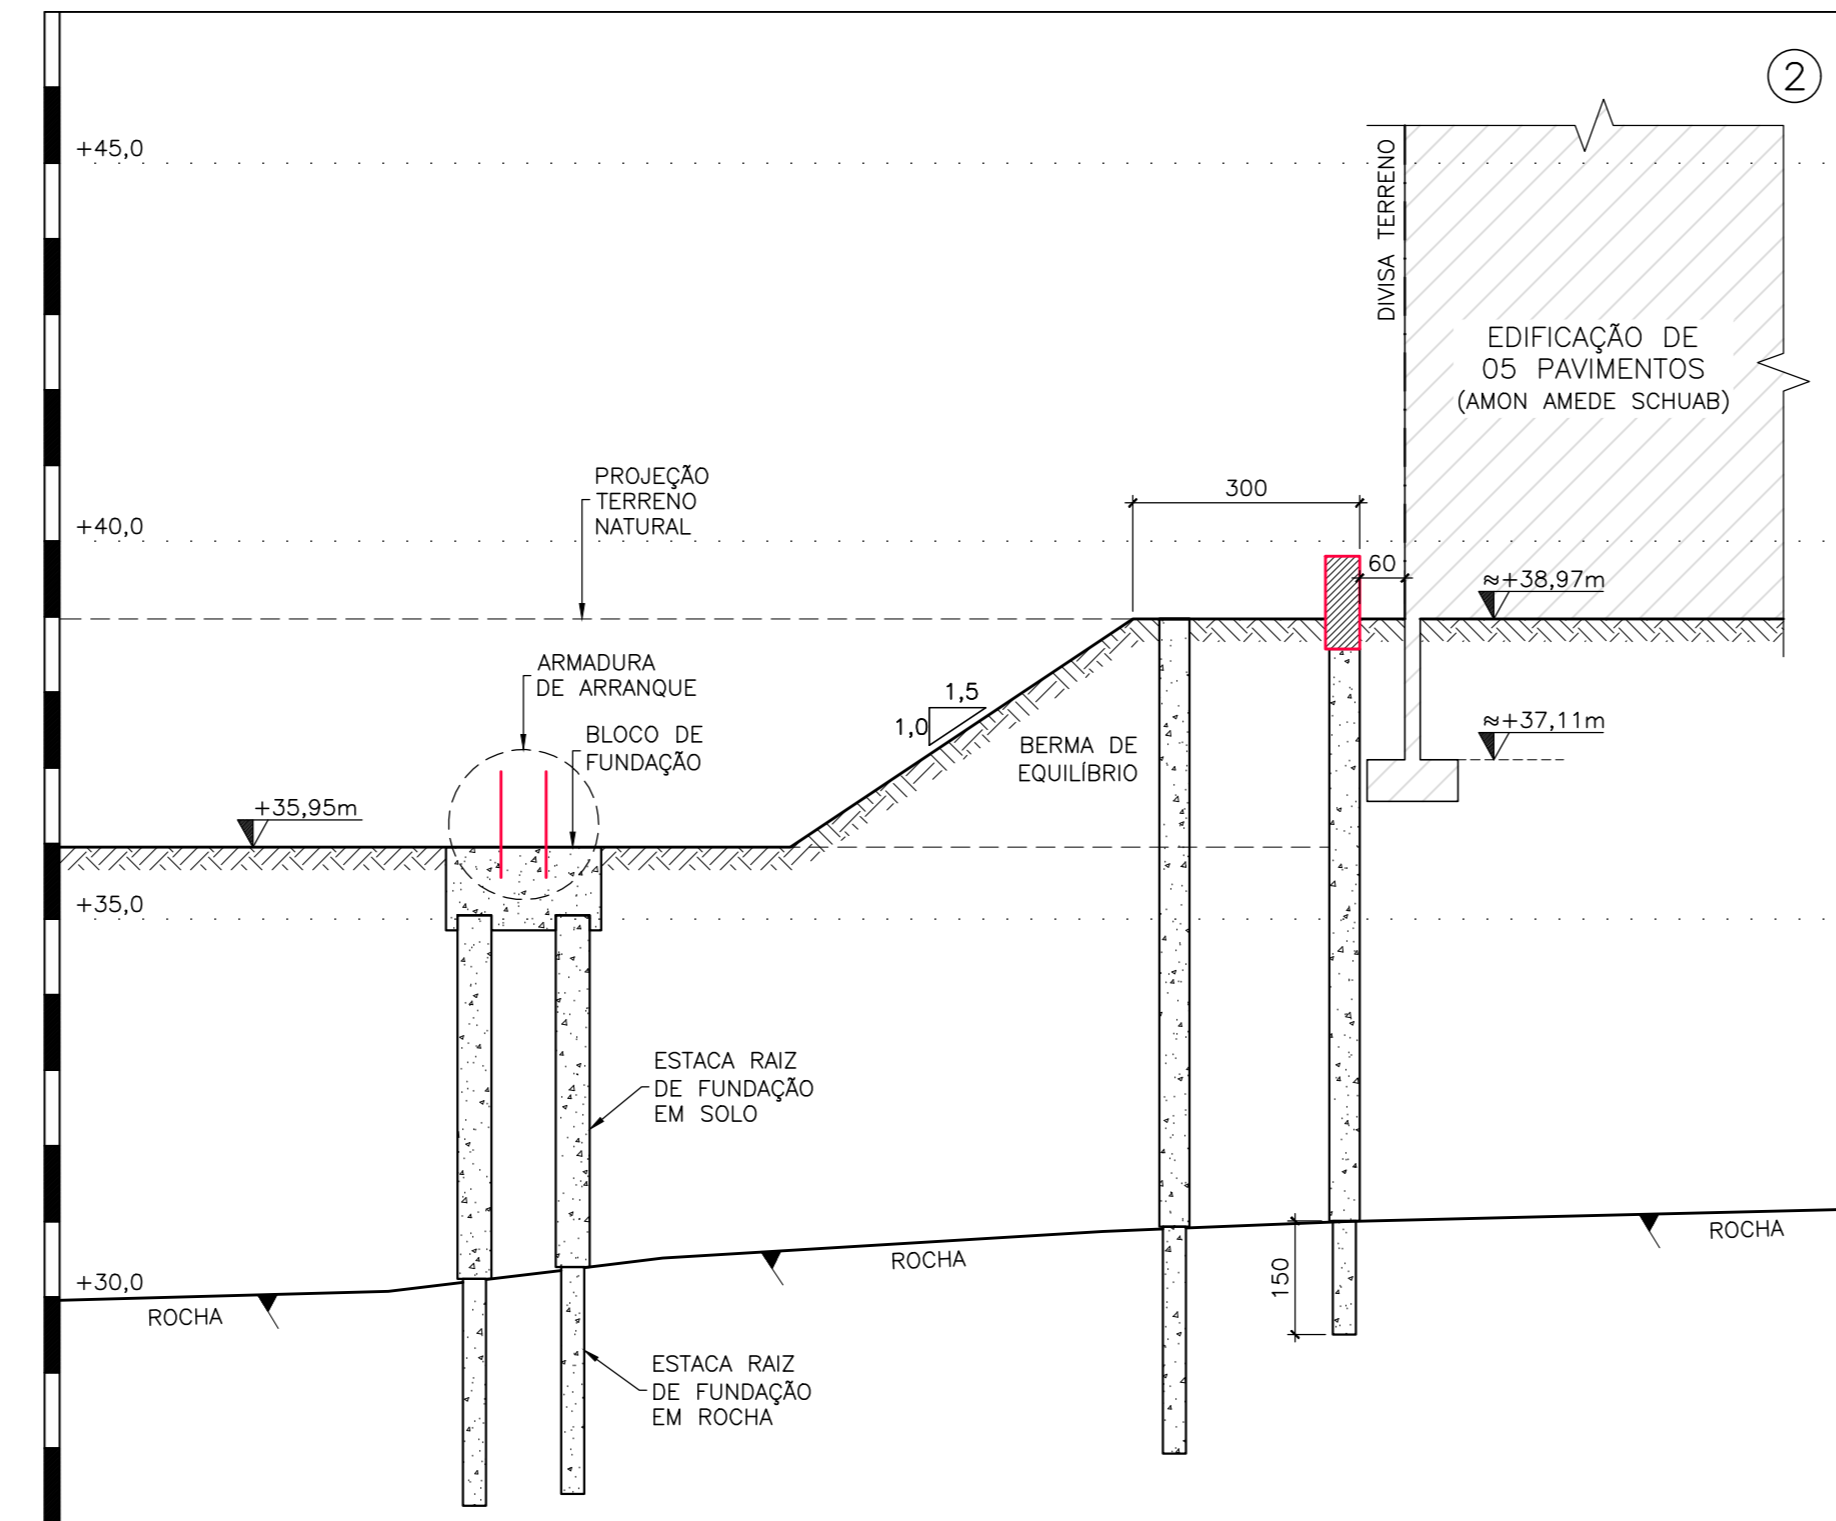 2
+45,0
DIVISA TERRENO
EDIFICAÇÃO DE
05 PAVIMENTOS
(AMON AMEDE SCHUAB)
PROJEÇÃO
TERRENO
NATURAL
300
+40,0
60
≈+38,97m
ARMADURA
DE ARRANQUE
1,5
1,0
≈+37,11m
BLOCO DE
FUNDAÇÃO
BERMA DE
EQUILÍBRIO
+35,95m
+35,0
ESTACA RAIZ
DE FUNDAÇÃO
EM SOLO
ROCHA
ROCHA
+30,0
150
ROCHA
ESTACA RAIZ
DE FUNDAÇÃO
EM ROCHA